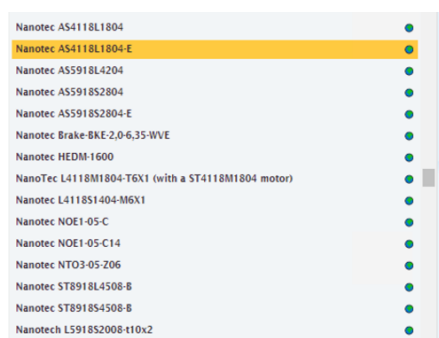 Nanotec AS4118L1804
Nanotec AS4118L1804-E
Nanotec AS5918L4204
Nanotec AS5918S2804
Nanotec AS5918S2804-E
Nanotec Brake-BKE-2,0-6,35-WVE
Nanotec HEDM-1600
NanoTec L4118M1804-T6X1 (with a ST4118M1804 motor)
Nanotec L4118S1404-M6X1
Nanotec NOE1-05-C
Nanotec NOE1-05-C14
Nanotec NTO3-05-Z06
Nanotec ST8918L4508-B
Nanotec ST8918S4508-B
Nanotech L5918S2008-t10x2